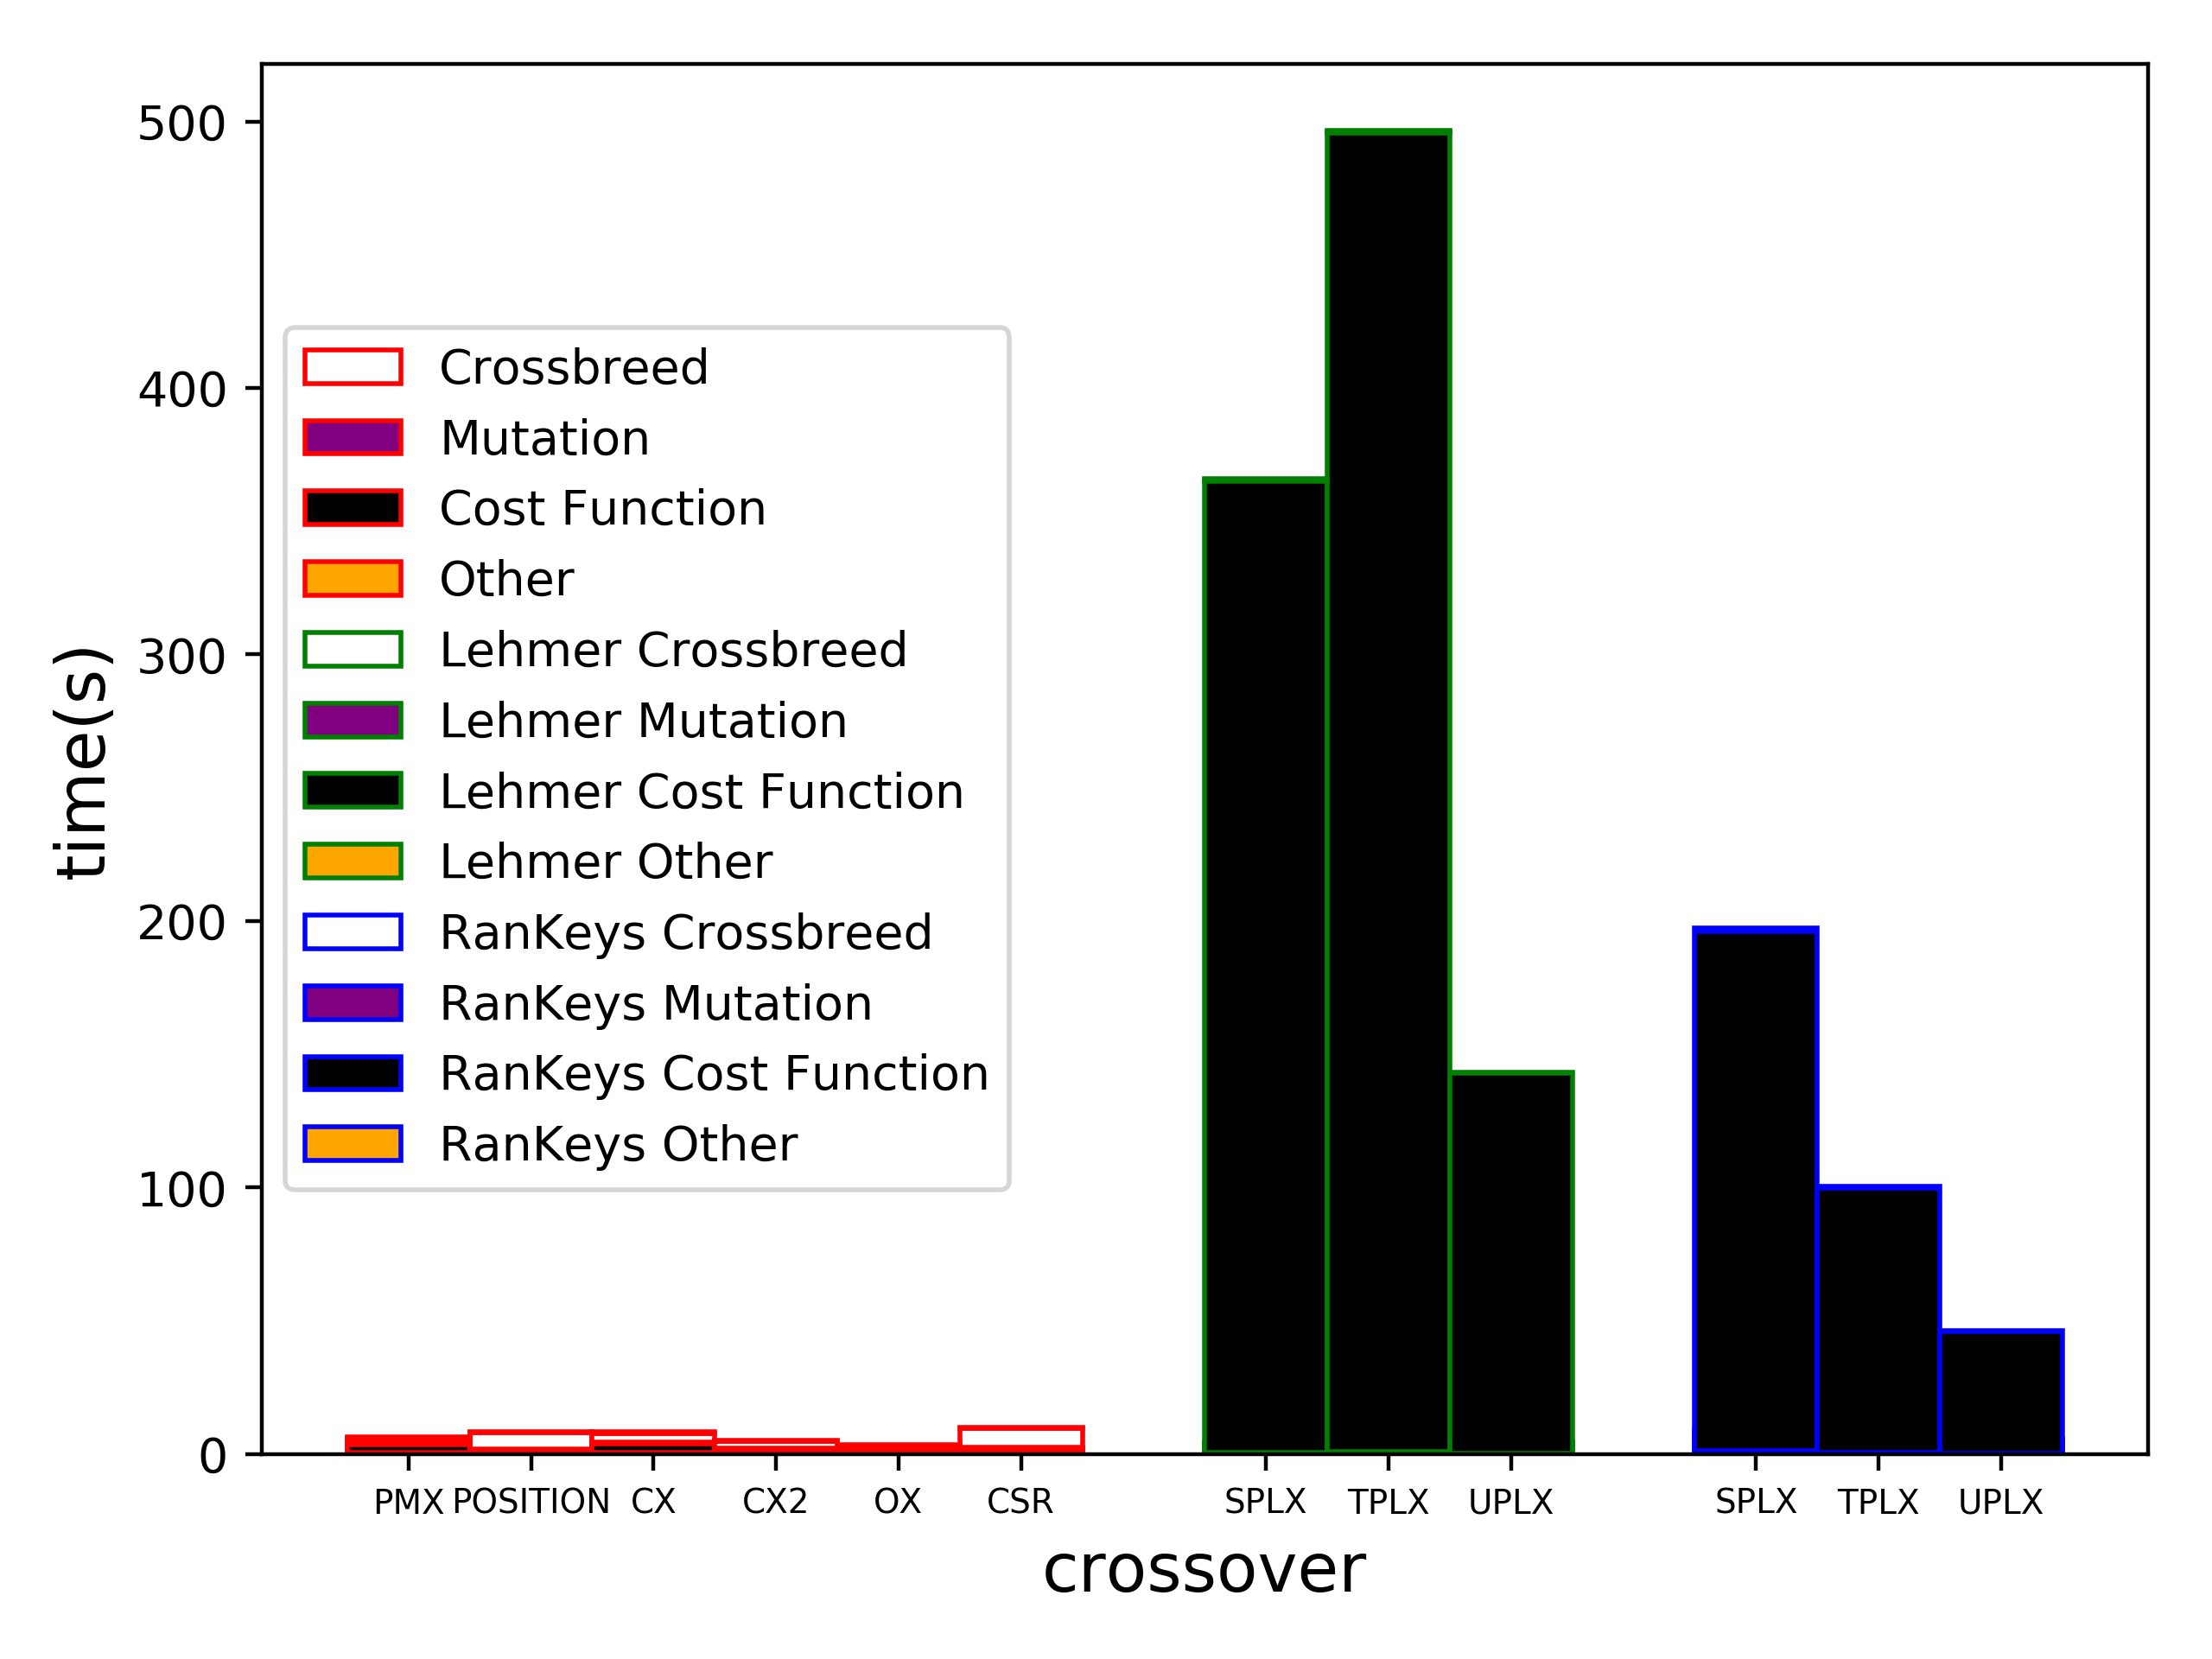 500
400
300
200
100
0
time(s)
Crossbreed
Mutation
Cost Function
Other
Lehmer Crossbreed
Lehmer Mutation
Lehmer Cost Function
Lehmer Other
RanKeys Crossbreed
RanKeys Mutation
RanKeys Cost Function
RanKeys Other
PMX POSITION CX CX2 OX CSR SPLX TPLX UPLX SPLX TPLX UPLX
crossover